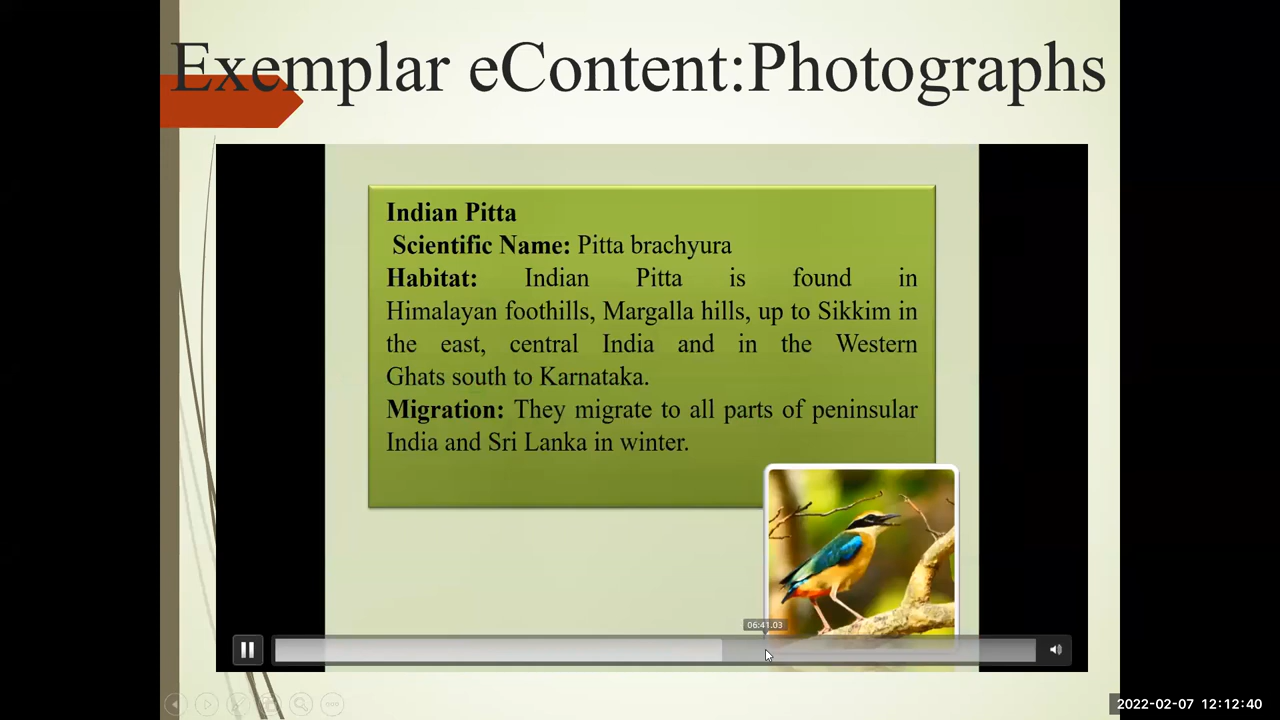 Exemplar eContent:Photographs
Indian Pitta
Scientific Name: Pitta brachyura
Habitat: Indian Pitta is found in
Himalayan foothills, Margalla hills, up to Sikkim in
the east, central India and in the Western
Ghats south to Karnataka.
Migration: They migrate to all parts of peninsular
India and Sri Lanka in winter.
06:41.03
2022-02-07 12:12:40